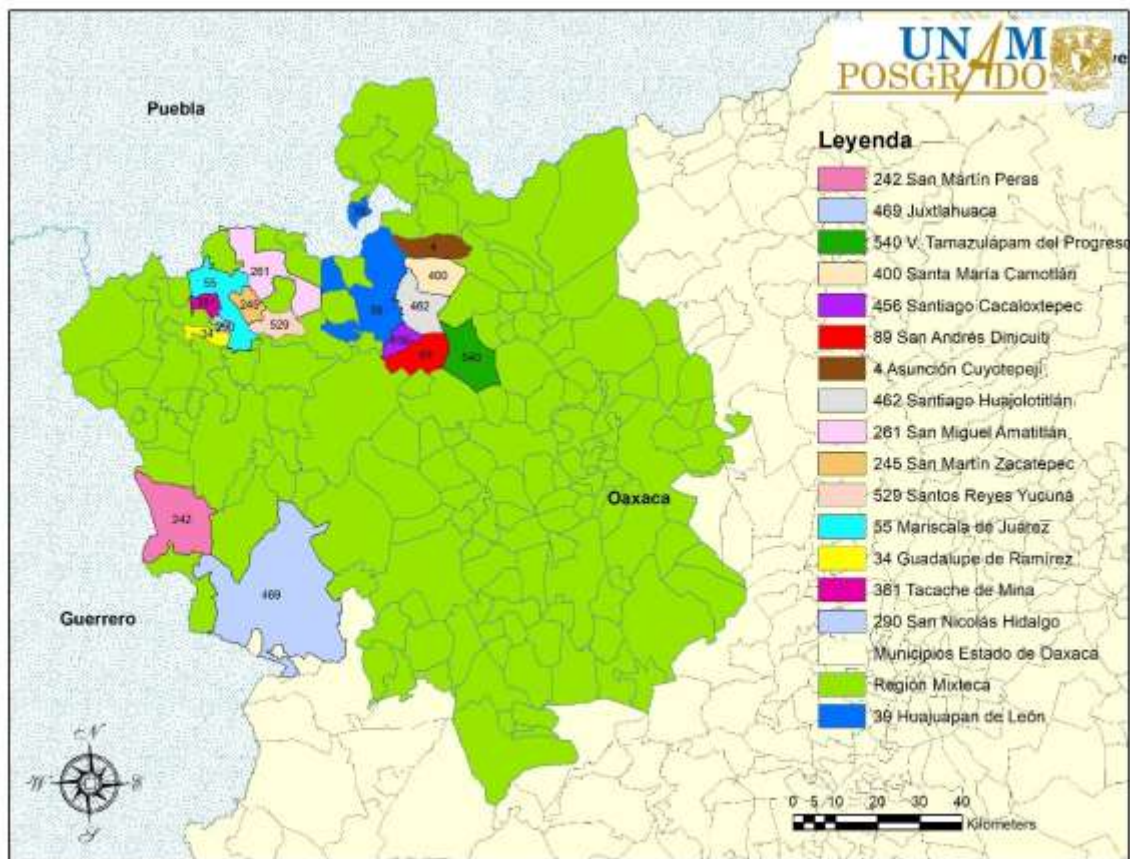 UNAM
POSGRADO
ve
Puebla
Leyenda
242 San Martín Peras
469 Juxtlahuaca
540 V. Tamazulápam del Progreso
400 Santa María Camotlán
456 Santiago Cacaloxtepec
89 San Andrés Dinicuiti
4 Asunción Cuyotepeji
462 Santiago Huajolotitlán
261 San Miguel Amatitlán
245 San Martín Zacatepec
529 Santos Reyes Yucuná
55 Mariscala de Juárez
34 Guadalupe de Ramírez
381 Tacache de Mina
290 San Nicolás Hidalgo
Municipios Estado de Oaxaca
Región Mixteca
39 Huajuapan de León
4
261
400
55
245
462
39
529
290
34
540
89
Oaxaca
242
469
Guerrero
N
W
E
S
0 5 10 20 30 40
Kilometers